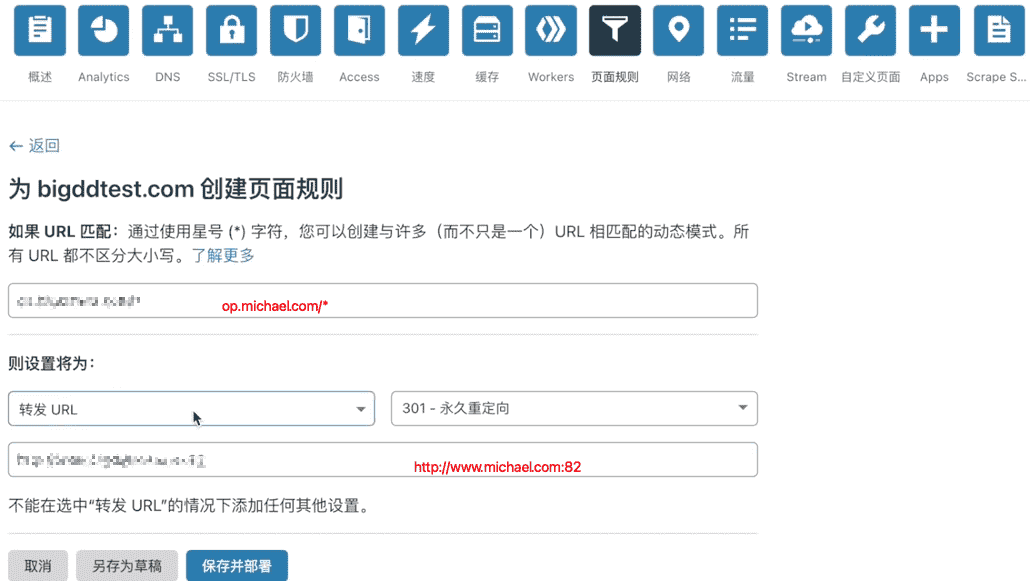 概述 Analytics DNS SSL/TLS 防火墙 Access 速度 缓存 Workers 页面规则 网络 流量 Stream 自定义页面 Apps Scrape S...
← 返回
为 bigddtest.com 创建页面规则
如果 URL 匹配：通过使用星号 (*) 字符，您可以创建与许多（而不只是一个）URL 相匹配的动态模式。所
有 URL 都不区分大小写。了解更多
op.michael.com/*
则设置将为：
转发 URL 301 - 永久重定向
http://www.michael.com:82
不能在选中“转发 URL”的情况下添加任何其他设置。
取消 另存为草稿 保存并部署